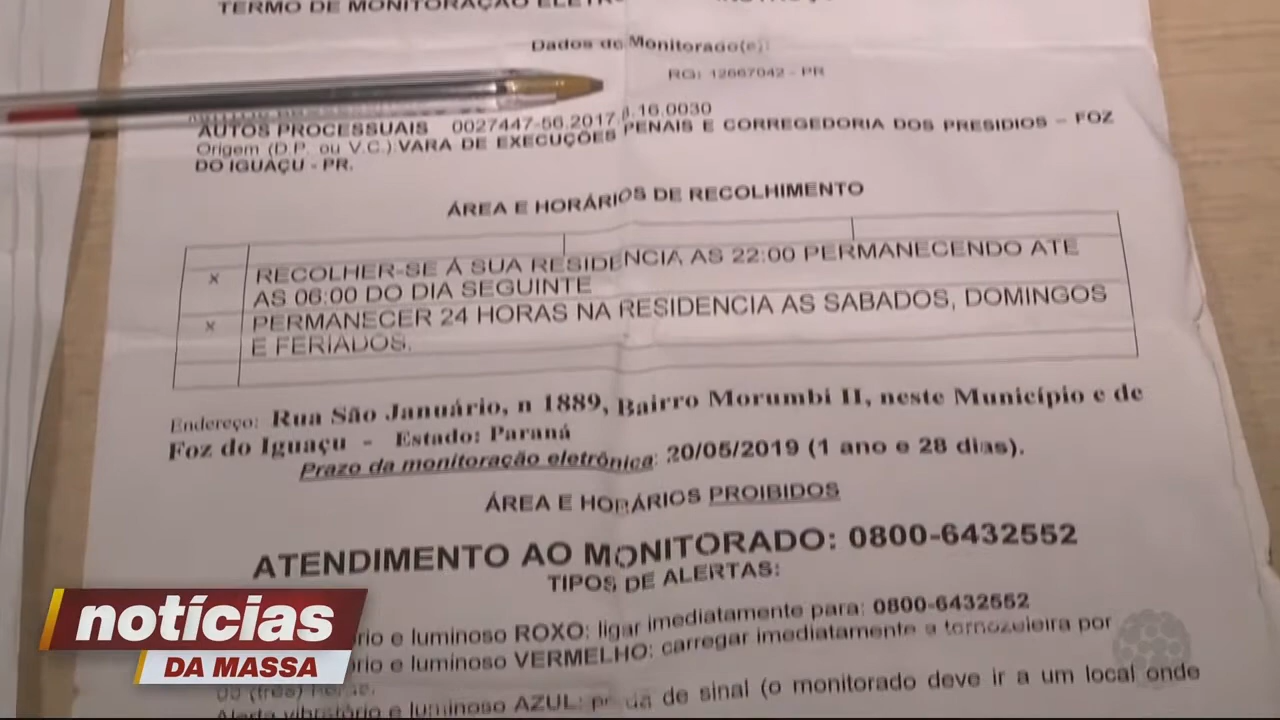 TERMO DE MONITORAÇÃO
Dados do Monitorado(a):
RG: 12667042 - PR
AUTOS PROCESSUAIS 0027447-56.2017.8.16.0030
Origem (D.P. ou V.C.):VARA DE EXECUÇÕES PENAIS E CORREGEDORIA DOS PRESIDIOS – FOZ
DO IGUAÇU - PR.
ÁREA E HORÁRIOS DE RECOLHIMENTO
x RECOLHER-SE À SUA RESIDENCIA AS 22:00 PERMANECENDO ATE
AS 06:00 DO DIA SEGUINTE
x PERMANECER 24 HORAS NA RESIDENCIA AS SABADOS, DOMINGOS
E FERIADOS.
Endereço: Rua São Januário, n 1889, Bairro Morumbi II, neste Município e de
Foz do Iguaçu - Estado: Paraná
Prazo da monitoração eletrônica: 20/05/2019 (1 ano e 28 dias).
ÁREA E HORÁRIOS PROIBIDOS
ATENDIMENTO AO MONITORADO: 0800-6432552
TIPOS DE ALERTAS:
e luminoso ROXO: ligar imediatamente para: 0800-6432552
e luminoso VERMELHO: carregar imediatamente a tornozeleira por
03 (três) horas.
Alerta vibratório e luminoso AZUL: perda de sinal (o monitorado deve ir a um local onde
notícias
DA MASSA